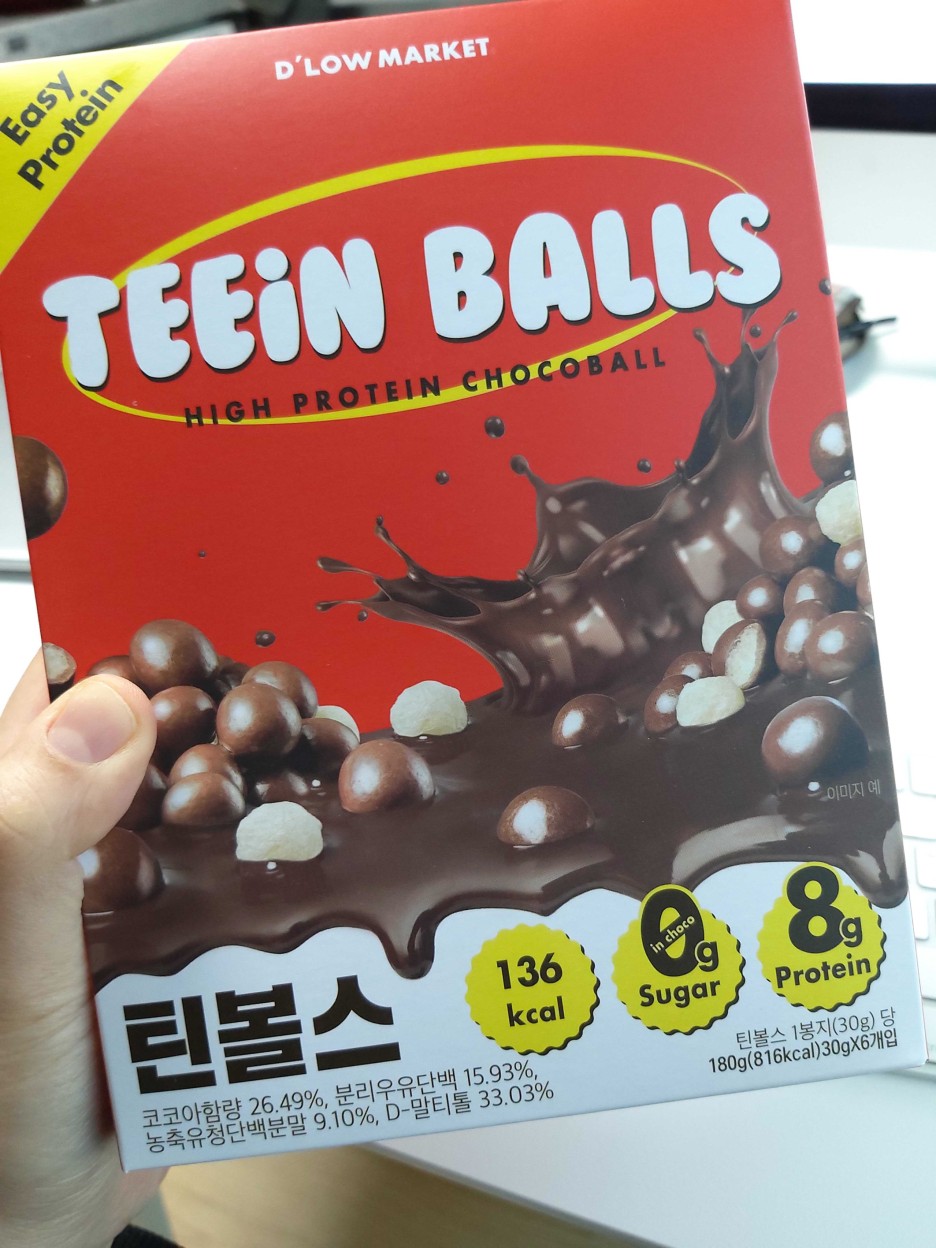 D'LOW MARKET
Easy
Protein
TEEiN BALLS
HIGH PROTEIN CHOCOBALL
이미지 예
136
kcal
0g
in choco
Sugar
8g
Protein
틴볼스
코코아함량 26.49%, 분리우유단백 15.93%,
농축유청단백분말 9.10%, D-말티톨 33.03%
틴볼스 1봉지(30g) 당
180g(816kcal)30gX6개입